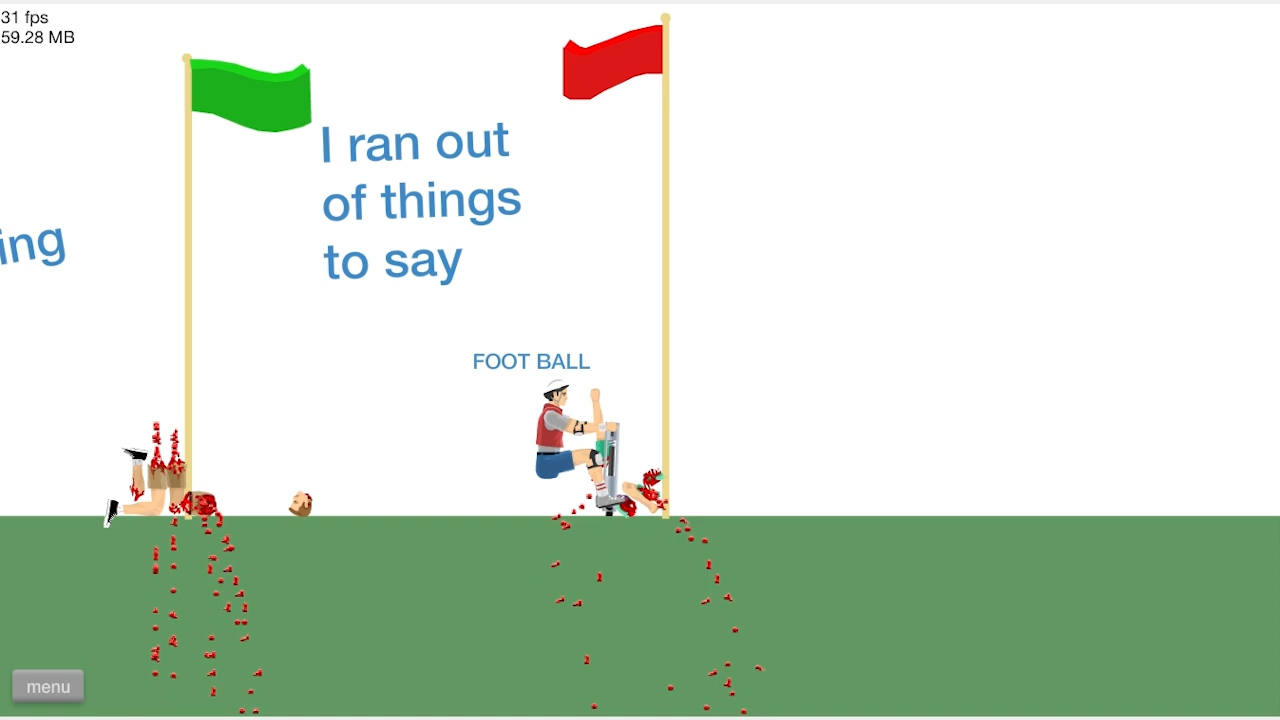 31 fps
59.28 MB
I ran out
of things
to say
ing
FOOT BALL
menu